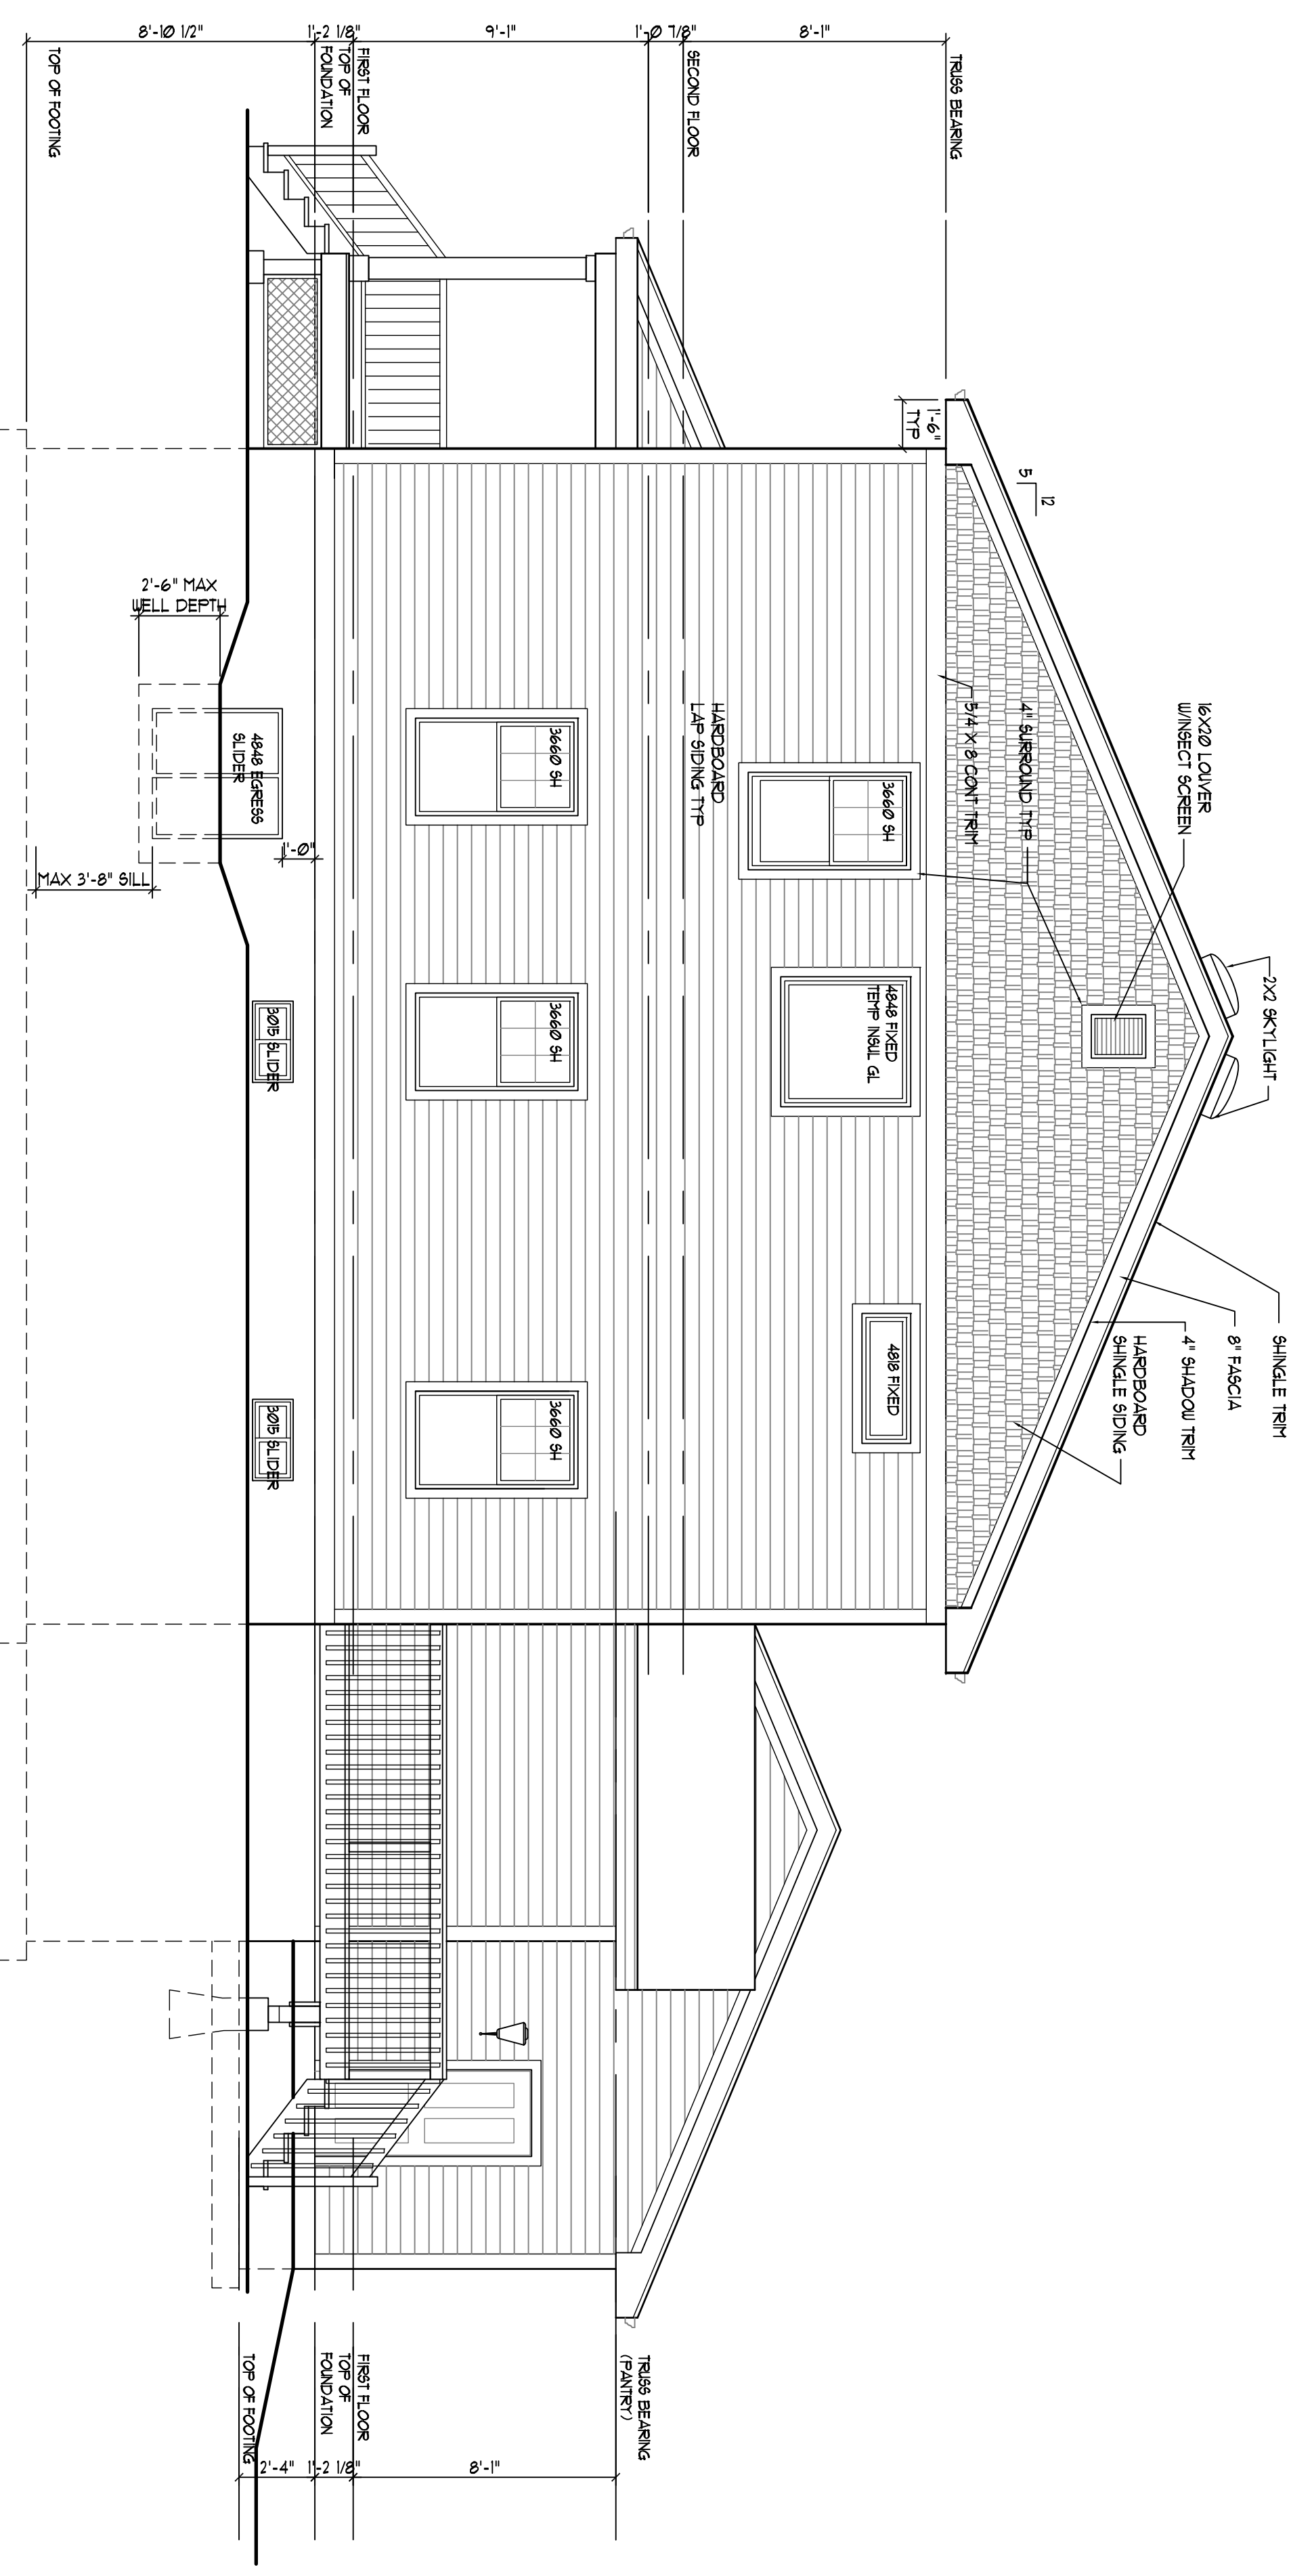 2X2 SKYLIGHT
SHINGLE TRIM
16X20 LOUVER
W/INSECT SCREEN
8" FASCIA
4" SHADOW TRIM
HARDBOARD
SHINGLE SIDING
12
5
4" SURROUND TYP
5/4 X 8 CONT TRIM
1'-6"
TYP
TRUSS BEARING
8'-1"
3660 SH
4848 FIXED
TEMP INSUL GL
4818 FIXED
HARDBOARD
LAP SIDING TYP
SECOND FLOOR
1'-0 7/8"
9'-1"
3660 SH
3660 SH
3660 SH
TRUSS BEARING
(PANTRY)
8'-1"
FIRST FLOOR
TOP OF
FOUNDATION
1'-2 1/8"
FIRST FLOOR
TOP OF
FOUNDATION
1'-2 1/8"
1'-0"
4848 EGRESS
SLIDER
3015 SLIDER
3015 SLIDER
2'-4"
TOP OF FOOTING
2'-6" MAX
WELL DEPTH
MAX 3'-8" SILL
8'-10 1/2"
TOP OF FOOTING